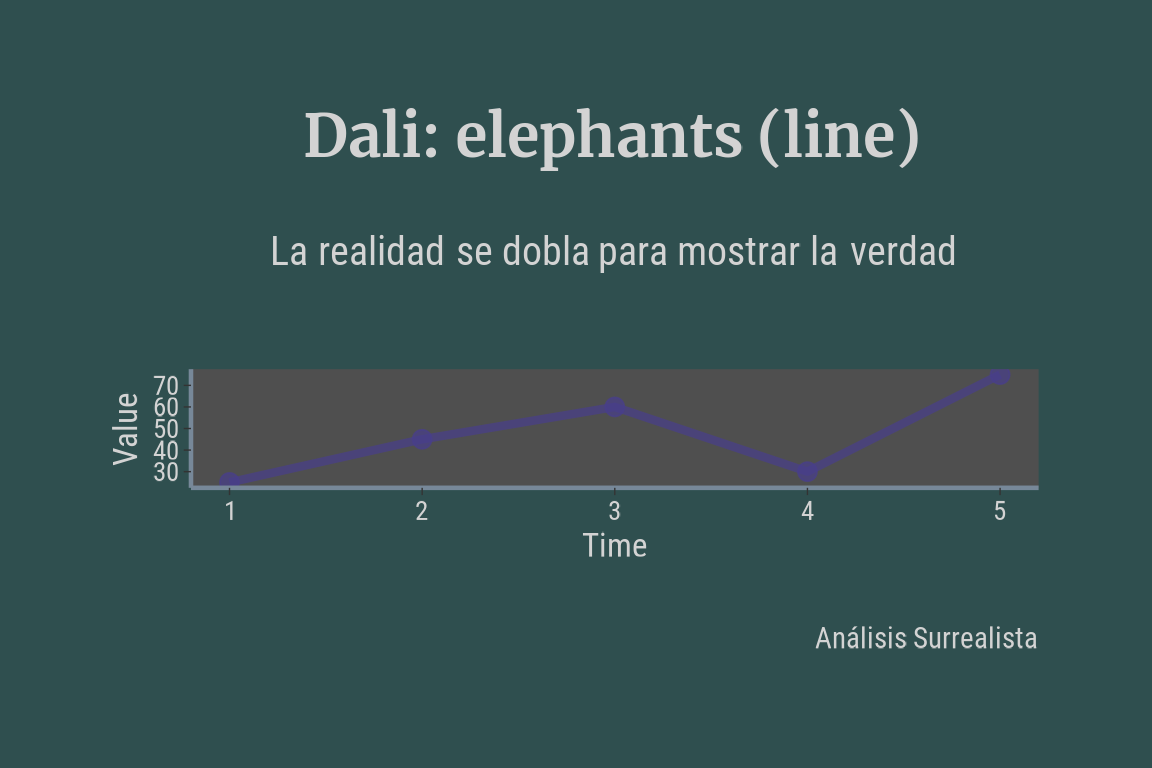 Dali: elephants (line)
La realidad se dobla para mostrar la verdad
Value
70
60
50
40
30
1 2 3 4 5
Time
Análisis Surrealista